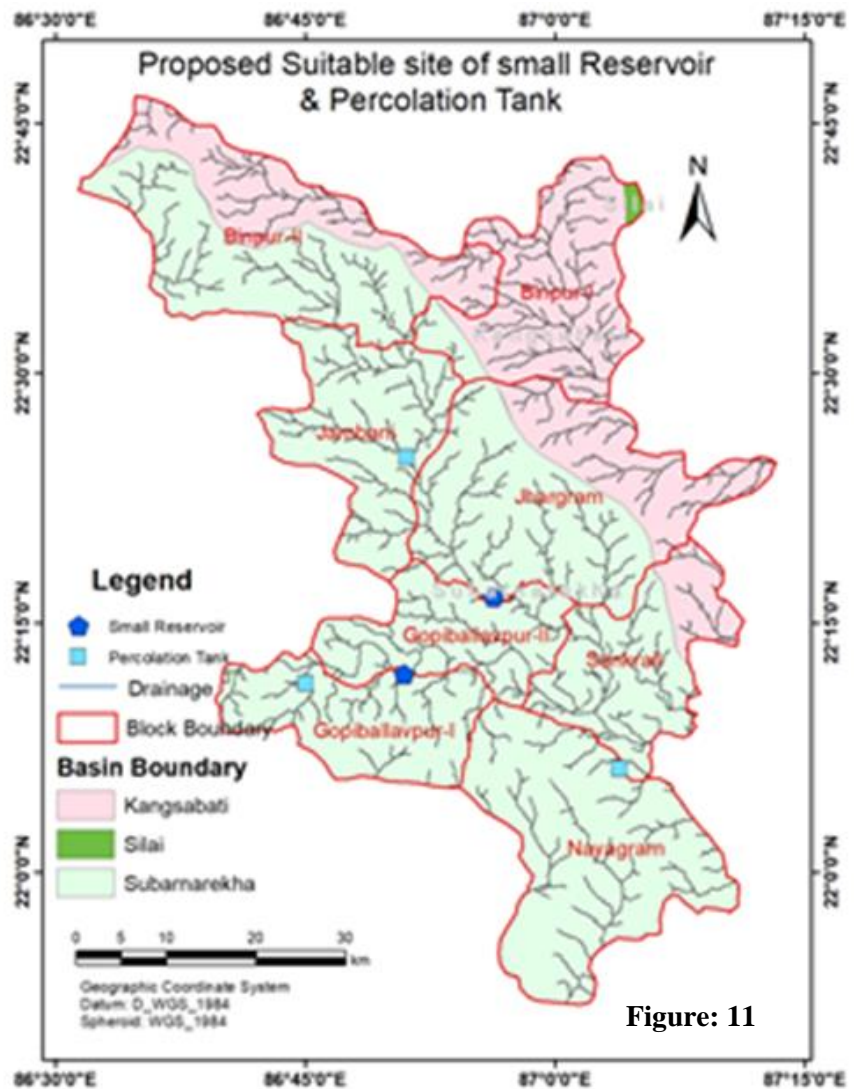 86°30'0"E 86°45'0"E 87°0'0"E 87°15'0"E
Proposed Suitable site of small Reservoir
& Percolation Tank
22°45'0"N
22°45'0"N
N
Binpur-II
Binpur-I
22°30'0"N
22°30'0"N
Jamboni
Jhargram
Legend
Small Reservoir
Percolation Tank
Drainage
Block Boundary
Subarnarekha
22°15'0"N
22°15'0"N
Gopiballavpur-II
Sankrail
Gopiballavpur-I
Basin Boundary
Kangsabati
Silai
Subarnarekha
Nayagram
22°0'0"N
22°0'0"N
0 5 10 20 30
km
Geographic Coordinate System
Datum: D_WGS_1984
Spheroid: WGS_1984
Figure: 11
86°30'0"E 86°45'0"E 87°0'0"E 87°15'0"E